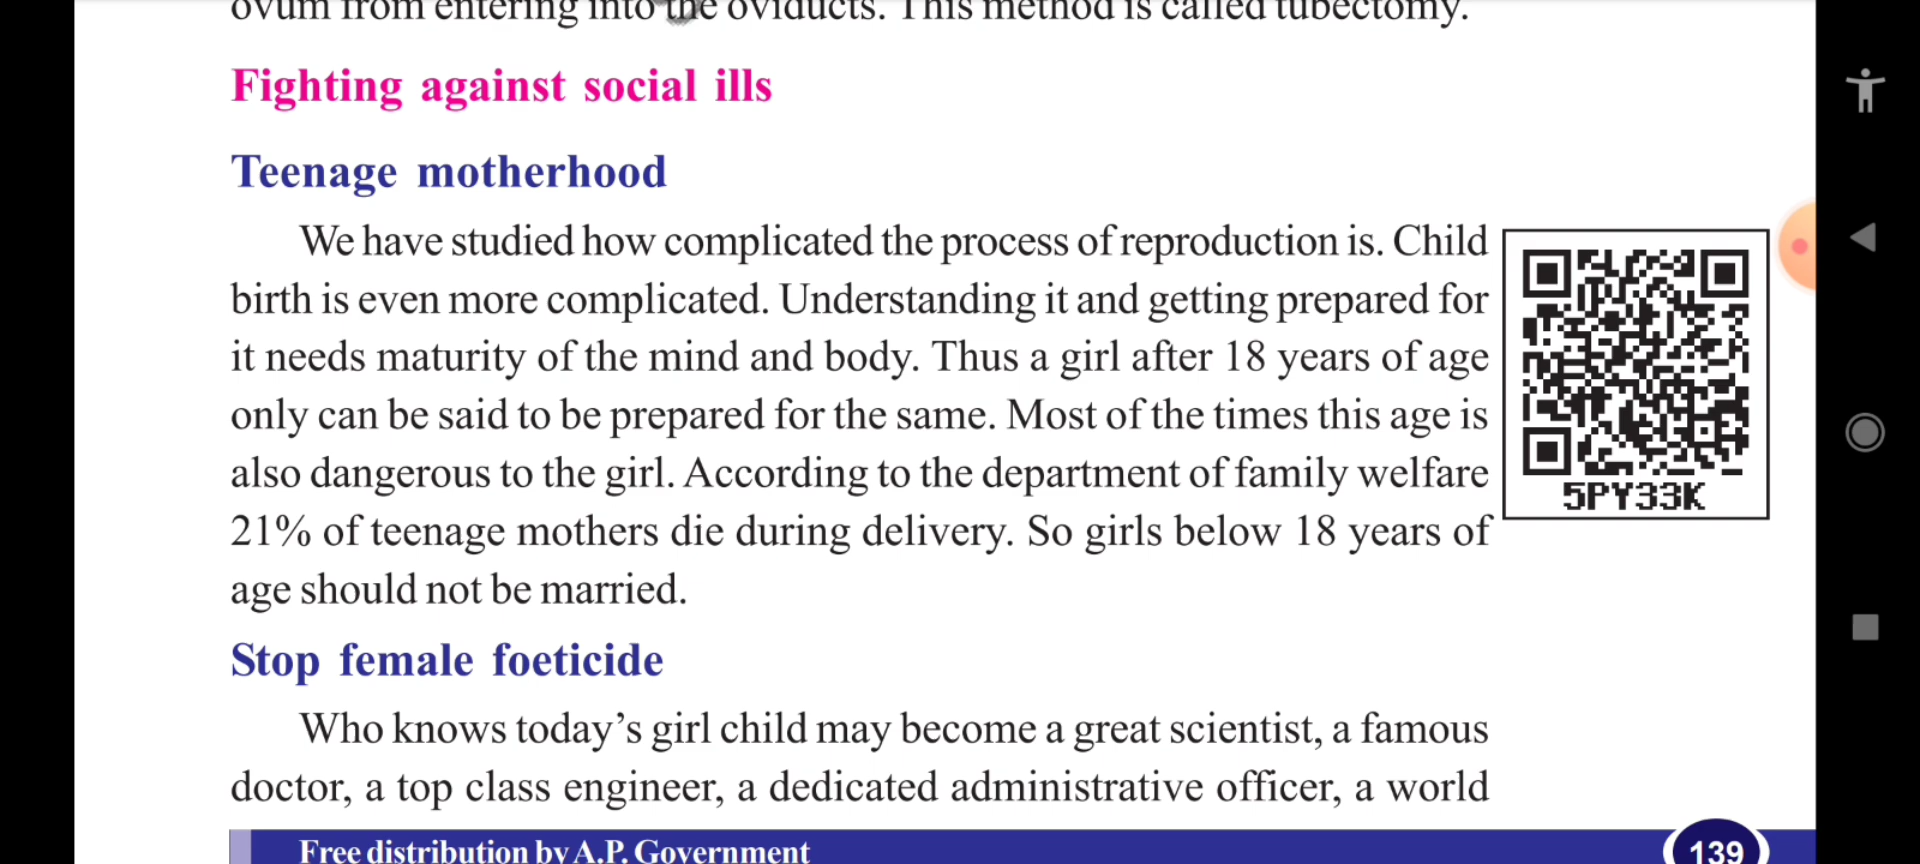 ovum from entering into the oviducts. This method is called tubectomy.
Fighting against social ills
Teenage motherhood
We have studied how complicated the process of reproduction is. Child
birth is even more complicated. Understanding it and getting prepared for
it needs maturity of the mind and body. Thus a girl after 18 years of age
only can be said to be prepared for the same. Most of the times this age is
also dangerous to the girl. According to the department of family welfare
21% of teenage mothers die during delivery. So girls below 18 years of
age should not be married.
5PY33K
Stop female foeticide
Who knows today’s girl child may become a great scientist, a famous
doctor, a top class engineer, a dedicated administrative officer, a world
Free distribution by A.P. Government
139